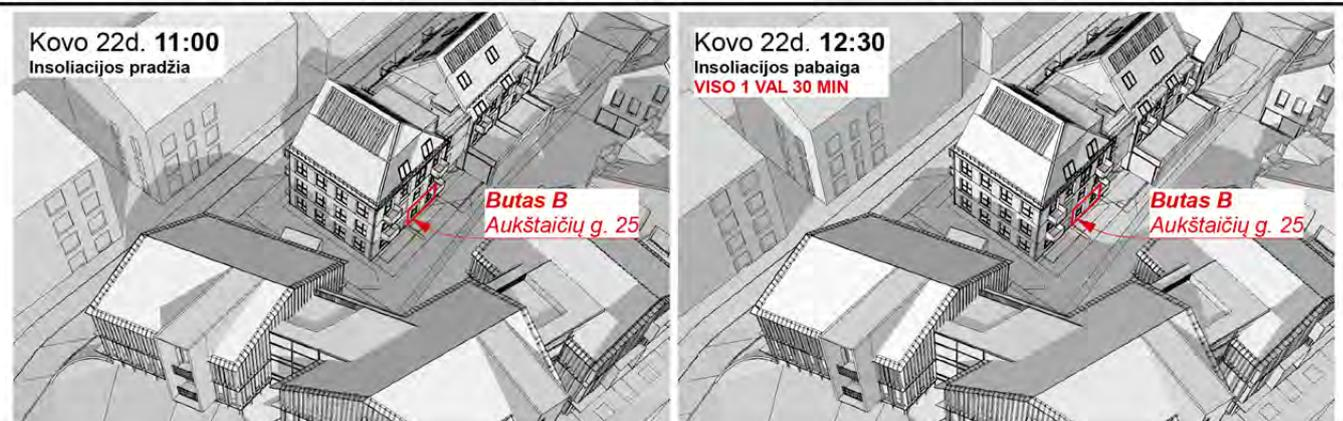 Kovo 22d. 11:00
Insoliacijos pradžia
Butas B
Aukštaičių g. 25
Kovo 22d. 12:30
Insoliacijos pabaiga
VISO 1 VAL 30 MIN
Butas B
Aukštaičių g. 25